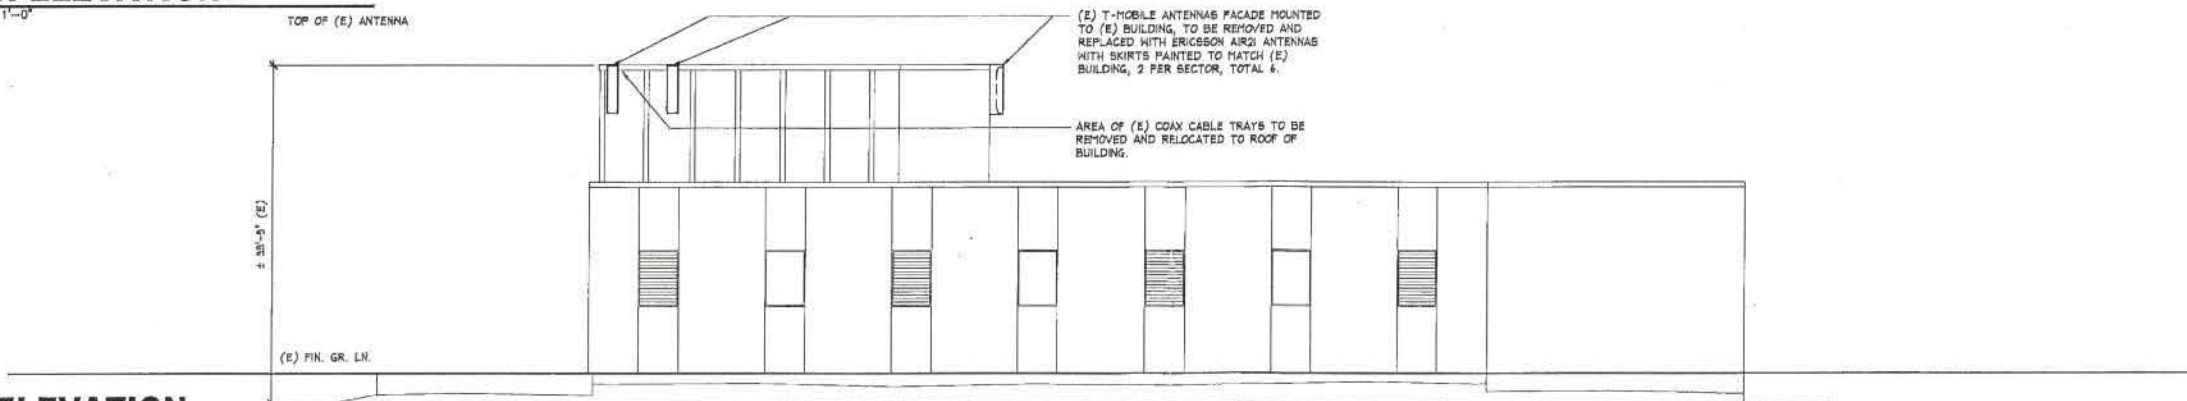 1'-0"
TOP OF (E) ANTENNA
(E) T-MOBILE ANTENNAS FACADE MOUNTED
TO (E) BUILDING, TO BE REMOVED AND
REPLACED WITH ERICSSON AIR21 ANTENNAS
WITH SKIRTS PAINTED TO MATCH (E)
BUILDING, 2 PER SECTOR, TOTAL 6.
AREA OF (E) COAX CABLE TRAYS TO BE
REMOVED AND RELOCATED TO ROOF OF
BUILDING.
(E) FIN. GR. LN.